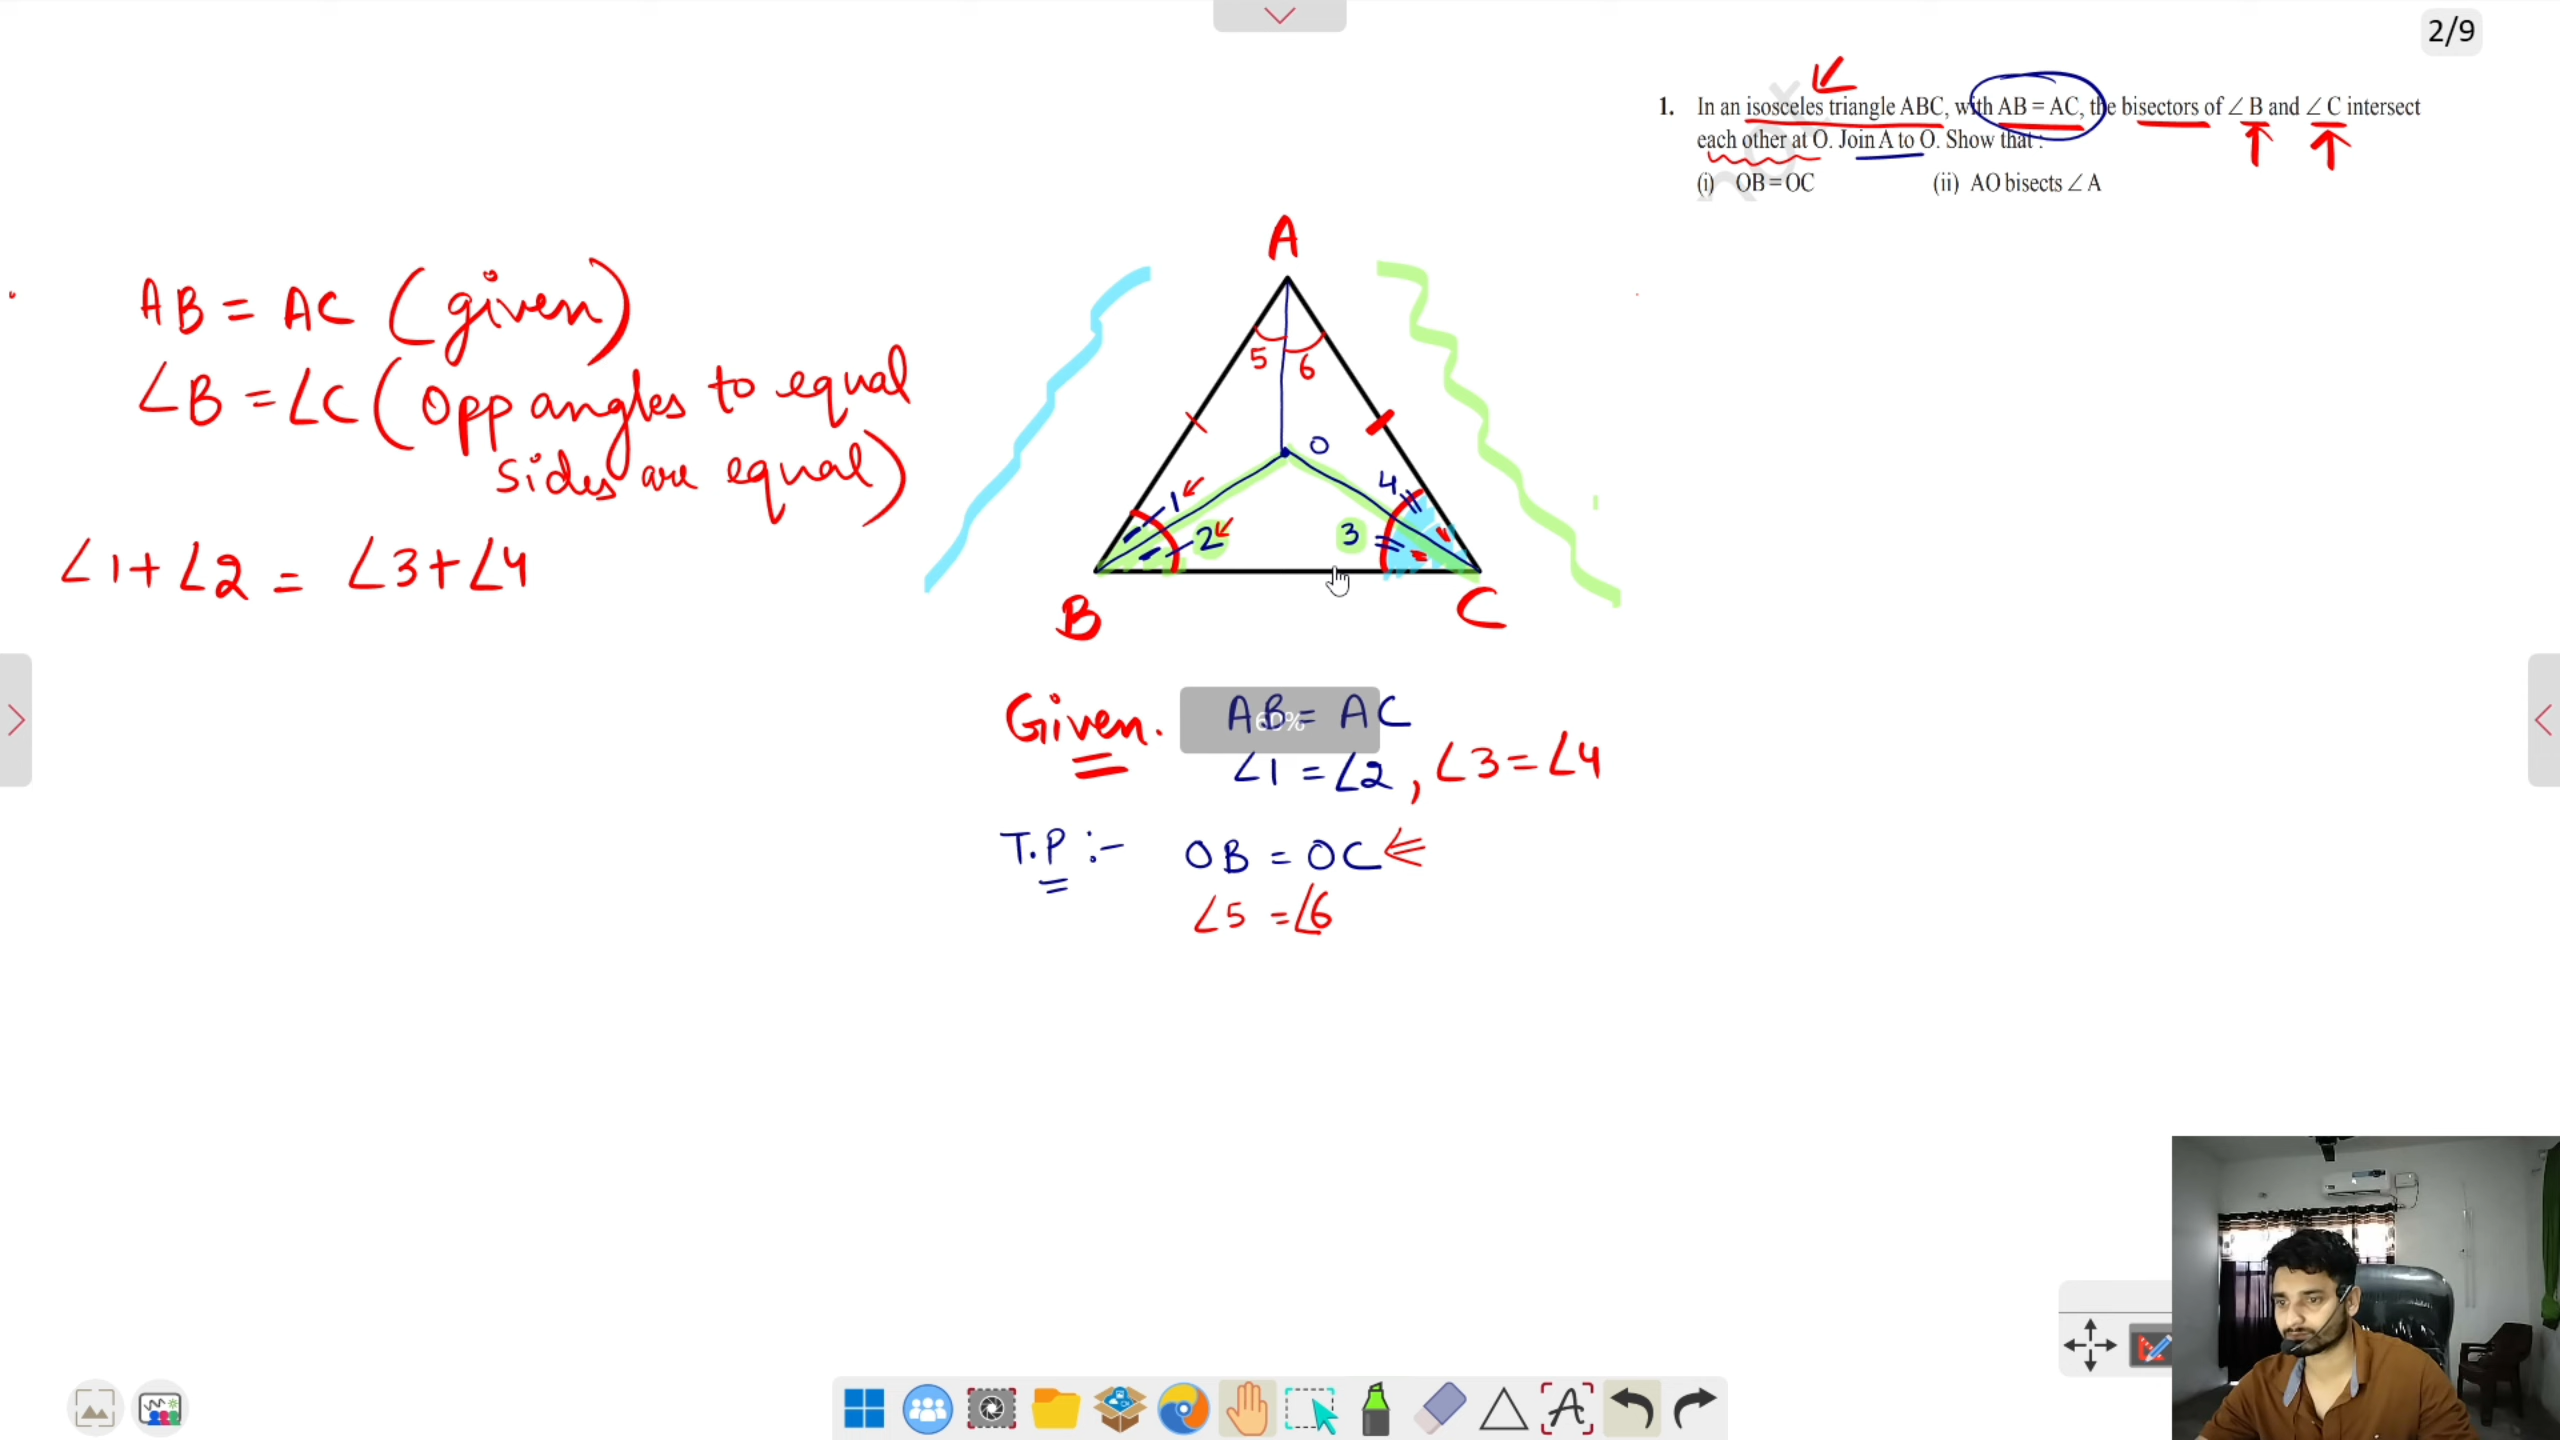 2/9
1. In an isosceles triangle ABC, with AB = AC, the bisectors of ∠ B and ∠ C intersect
each other at O. Join A to O. Show that :
(i) OB = OC (ii) AO bisects ∠ A
AB = AC (given)
∠B = ∠C (Opp angles to equal
sides are equal)
∠1 + ∠2 = ∠3 + ∠4
A
5 6
O
1 4
2 3
B C
Given. AB = AC
60%
∠1 = ∠2 , ∠3 = ∠4
T.P :- OB = OC
∠5 = ∠6